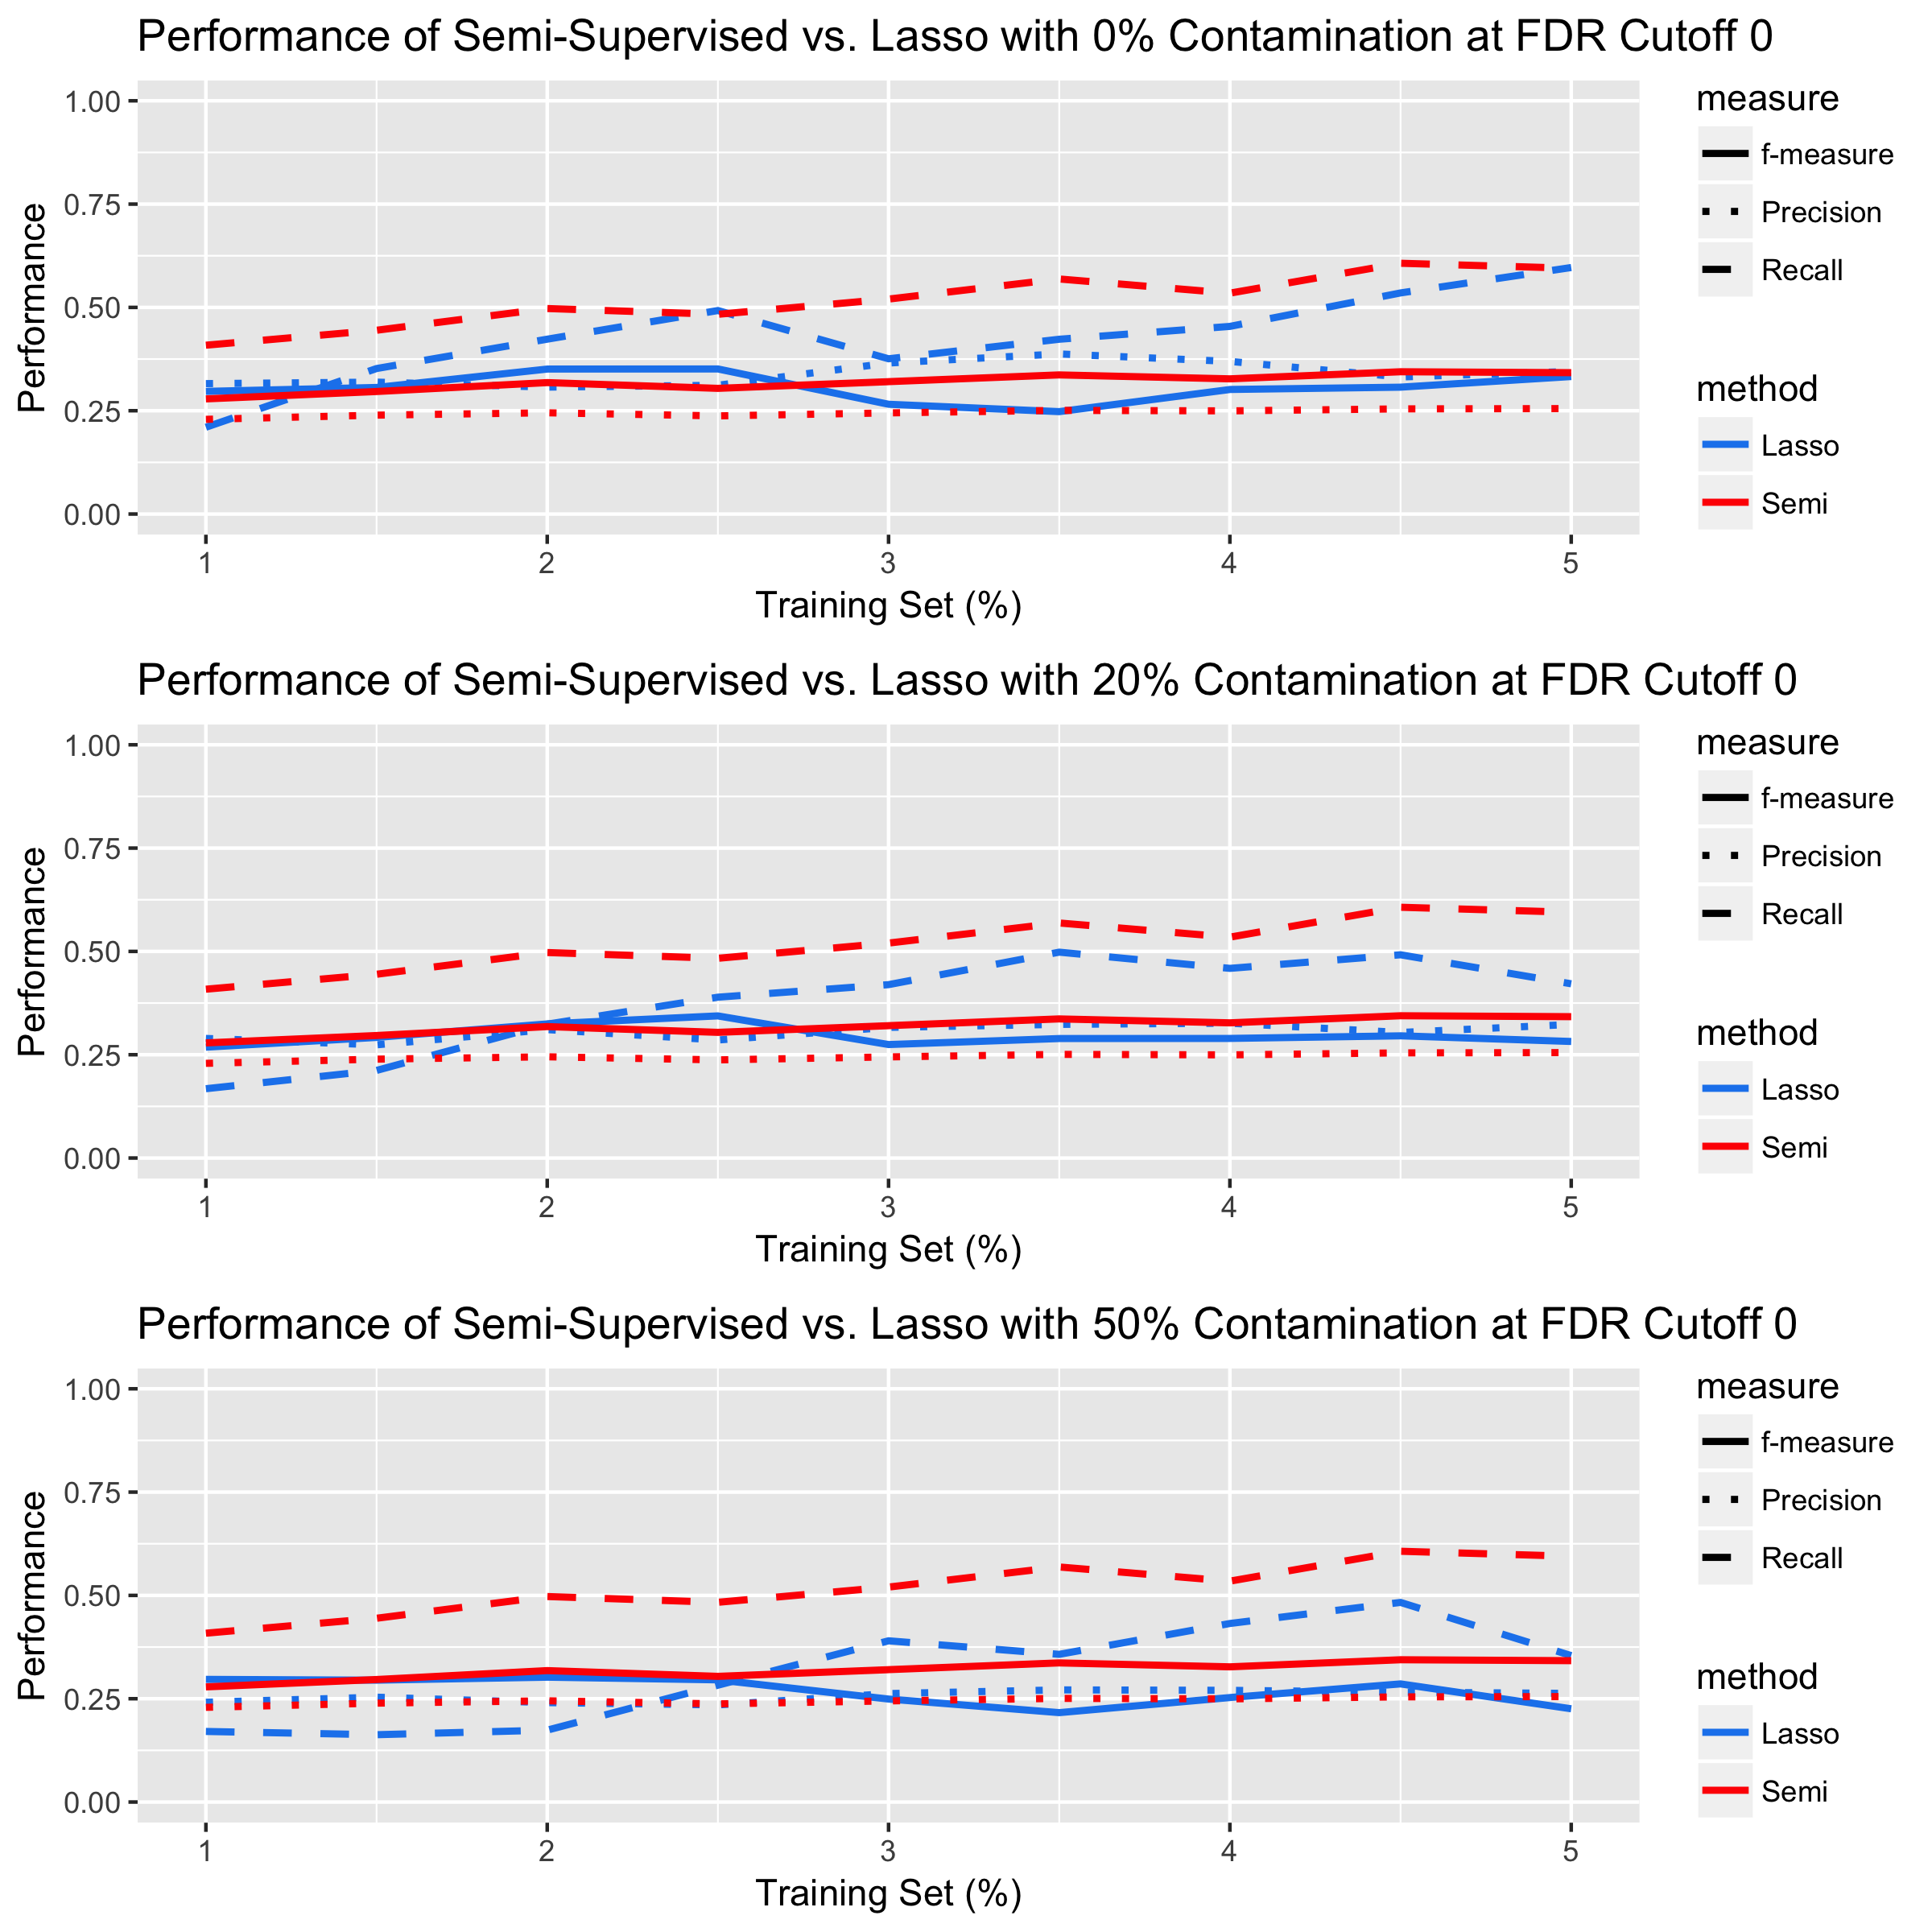 Performance of Semi-Supervised vs. Lasso with 0% Contamination at FDR Cutoff 0
1.00
0.75
0.50
0.25
0.00
Performance
1 2 3 4 5
Training Set (%)
measure
f-measure
Precision
Recall
method
Lasso
Semi
Performance of Semi-Supervised vs. Lasso with 20% Contamination at FDR Cutoff 0
1.00
0.75
0.50
0.25
0.00
Performance
1 2 3 4 5
Training Set (%)
measure
f-measure
Precision
Recall
method
Lasso
Semi
Performance of Semi-Supervised vs. Lasso with 50% Contamination at FDR Cutoff 0
1.00
0.75
0.50
0.25
0.00
Performance
1 2 3 4 5
Training Set (%)
measure
f-measure
Precision
Recall
method
Lasso
Semi